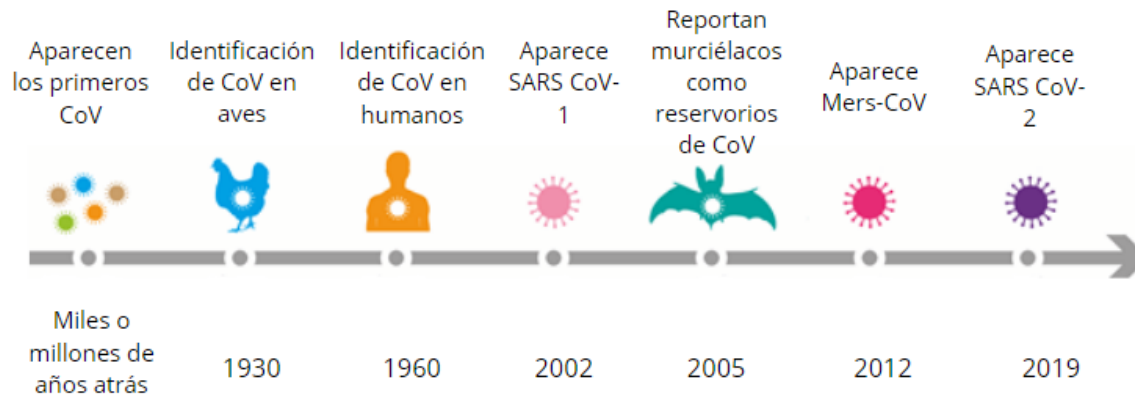 Aparecen
los primeros
CoV
Identificación
de CoV en
aves
Identificación
de CoV en
humanos
Aparece
SARS CoV-
1
Reportan
murciélacos
como
reservorios
de CoV
Aparece
Mers-CoV
Aparece
SARS CoV-
2
Miles o
millones de
años atrás
1930
1960
2002
2005
2012
2019